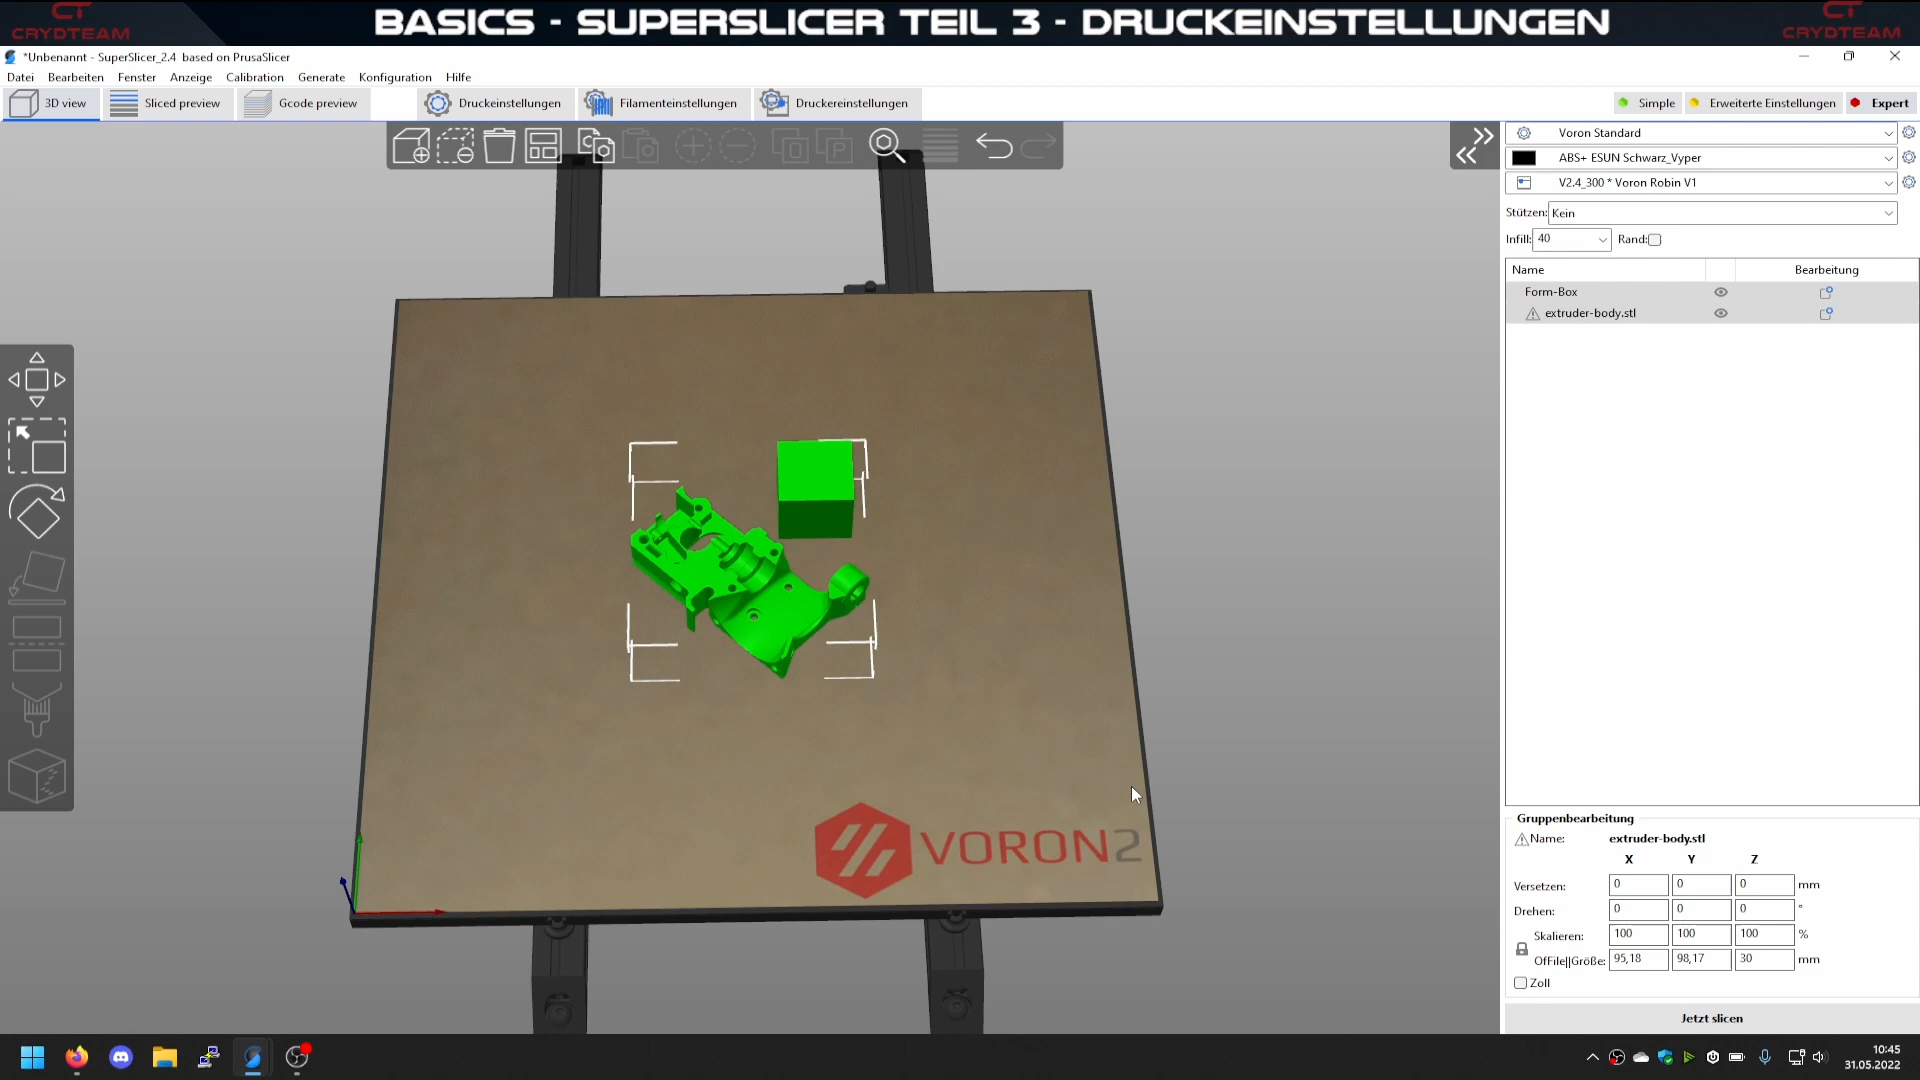 CRYDTEAM
BASICS - SUPERSLICER TEIL 3 - DRUCKEINSTELLUNGEN
CRYDTEAM
*Unbenannt - SuperSlicer_2.4 based on PrusaSlicer
Datei Bearbeiten Fenster Anzeige Calibration Generate Konfiguration Hilfe
3D view Sliced preview Gcode preview Druckeinstellungen Filamenteinstellungen Druckereinstellungen Simple Erweiterte Einstellungen Expert
Voron Standard
ABS+ ESUN Schwarz_Vyper
V2.4_300 * Voron Robin V1
Stützen: Kein
Infill: 40 Rand:
Name Bearbeitung
Form-Box
extruder-body.stl
VORON2
Gruppenbearbeitung
Name: extruder-body.stl
X Y Z
Versetzen: 0 0 0 mm
Drehen: 0 0 0 °
Skalieren: 100 100 100 %
OfFile||Größe: 95,18 98,17 30 mm
Zoll
Jetzt slicen
10:45
31.05.2022